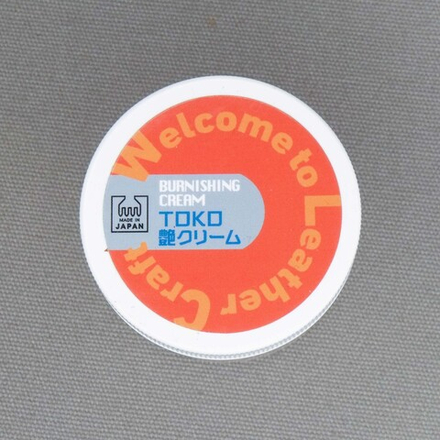 Welcome to Leather Craft
BURNISHING
CREAM
TOKO
艶クリーム
MADE IN
JAPAN